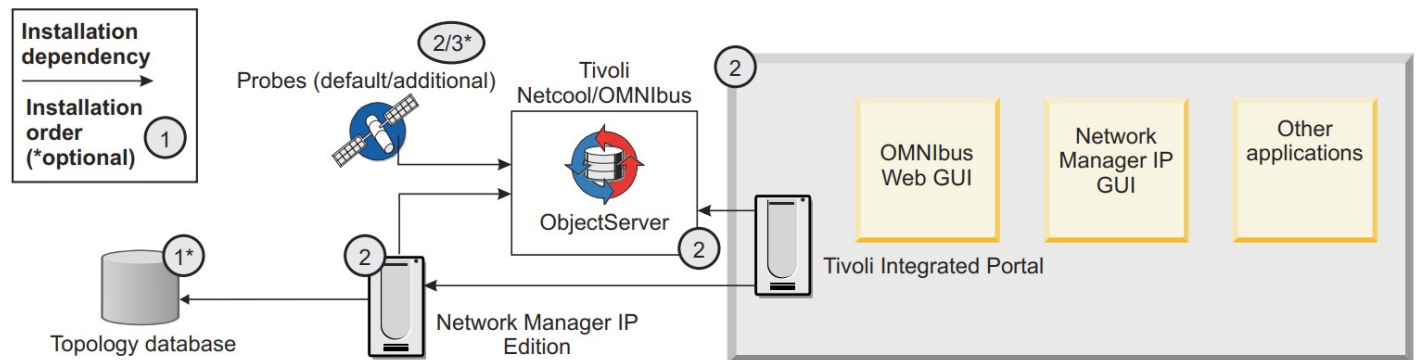 Installation
dependency
Installation
order
(*optional)
1
2/3*
Probes (default/additional)
Tivoli
Netcool/OMNIbus
ObjectServer
2
1*
Topology database
2
Network Manager IP
Edition
2
OMNIbus
Web GUI
Network
Manager IP
GUI
Other
applications
Tivoli Integrated Portal